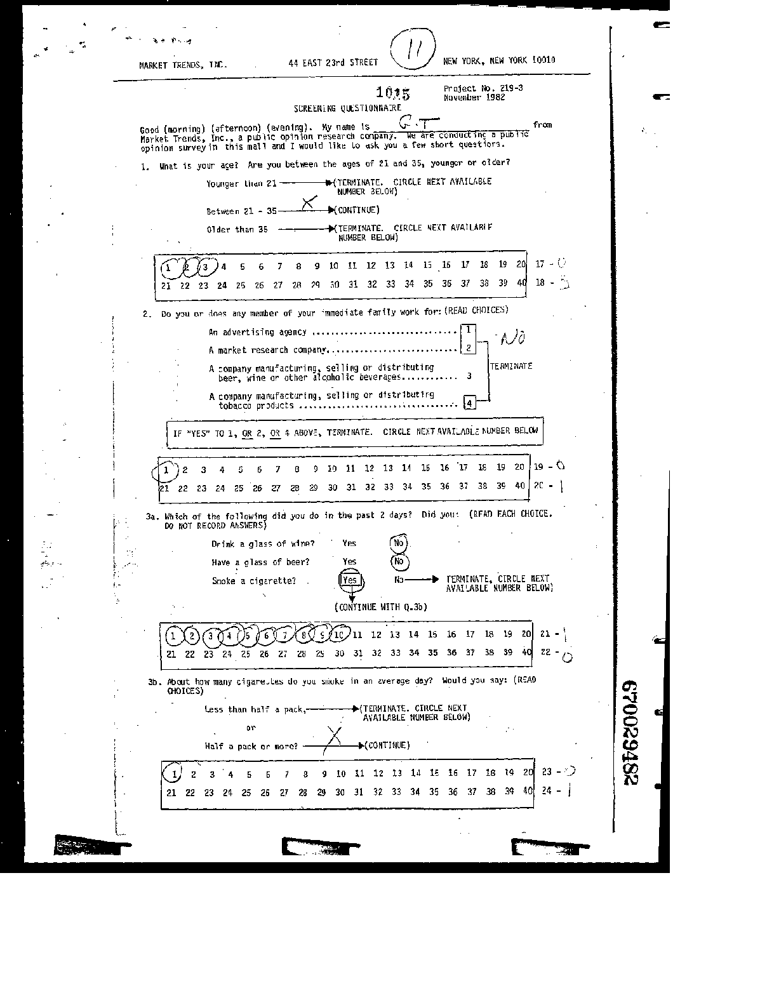 11
MARKET TRENDS, INC. 44 EAST 23rd STREET NEW YORK, NEW YORK 10010
1015 Project No. 219-3
November 1982
SCREENING QUESTIONNAIRE
Good (morning) (afternoon) (evening). My name is G.T from
Market Trends, Inc., a public opinion research company. We are conducting a public
opinion survey in this mall and I would like to ask you a few short questions.
1. What is your age? Are you between the ages of 21 and 35, younger or older?
Younger than 21 (TERMINATE. CIRCLE NEXT AVAILABLE
NUMBER BELOW)
Between 21 - 35 X (CONTINUE)
Older than 35 (TERMINATE. CIRCLE NEXT AVAILABLE
NUMBER BELOW)
1 2 3 4 5 6 7 8 9 10 11 12 13 14 15 16 17 18 19 20 17 - 0
21 22 23 24 25 26 27 28 29 30 31 32 33 34 35 36 37 38 39 40 18 - 3
2. Do you or does any member of your immediate family work for: (READ CHOICES)
An advertising agency ............................. 1
No
A market research company.......................... 2
A company manufacturing, selling or distributing TERMINATE
beer, wine or other alcoholic beverages............ 3
A company manufacturing, selling or distributing
tobacco products ................................ 4
IF "YES" TO 1, OR 2, OR 4 ABOVE, TERMINATE. CIRCLE NEXT AVAILABLE NUMBER BELOW
1 2 3 4 5 6 7 8 9 10 11 12 13 14 15 16 17 18 19 20 19 - 0
21 22 23 24 25 26 27 28 29 30 31 32 33 34 35 36 37 38 39 40 20 - 1
3a. Which of the following did you do in the past 2 days? Did you: (READ EACH CHOICE.
DO NOT RECORD ANSWERS)
Drink a glass of wine? Yes No
Have a glass of beer? Yes No
Smoke a cigarette? Yes No TERMINATE, CIRCLE NEXT
AVAILABLE NUMBER BELOW)
(CONTINUE WITH Q.3b)
1 2 3 4 5 6 7 8 9 10 11 12 13 14 15 16 17 18 19 20 21 - 1
21 22 23 24 25 26 27 28 29 30 31 32 33 34 35 36 37 38 39 40 22 - 0
3b. About how many cigarettes do you smoke in an average day? Would you say: (READ
CHOICES)
Less than half a pack, (TERMINATE. CIRCLE NEXT
AVAILABLE NUMBER BELOW)
or
Half a pack or more? X (CONTINUE)
1 2 3 4 5 6 7 8 9 10 11 12 13 14 15 16 17 18 19 20 23 - 0
21 22 23 24 25 26 27 28 29 30 31 32 33 34 35 36 37 38 39 40 24 - 1
670029482